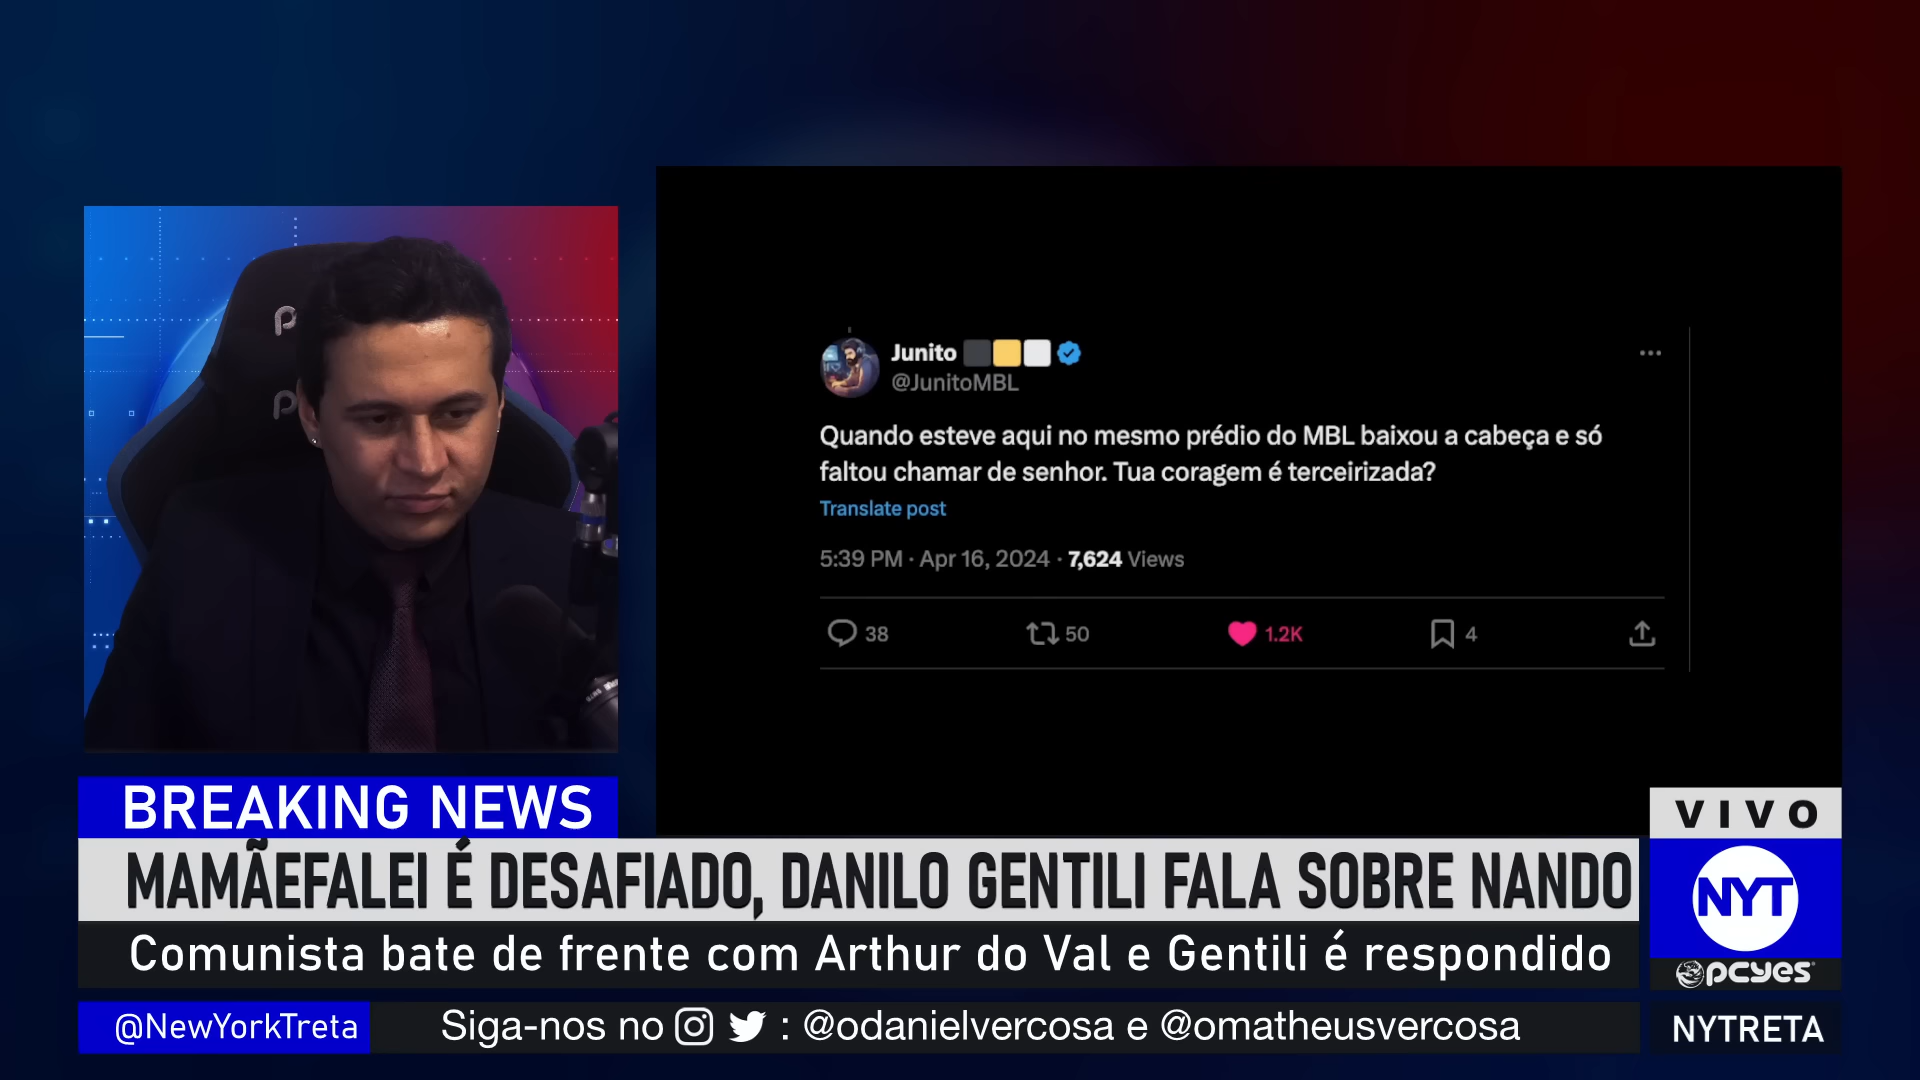 Junito
@JunitoMBL
Quando esteve aqui no mesmo prédio do MBL baixou a cabeça e só
faltou chamar de senhor. Tua coragem é terceirizada?
Translate post
5:39 PM · Apr 16, 2024 · 7,624 Views
38 50 1.2K 4
BREAKING NEWS
MAMÃEFALEI É DESAFIADO, DANILO GENTILI FALA SOBRE NANDO
Comunista bate de frente com Arthur do Val e Gentili é respondido
@NewYorkTreta
Siga-nos no : @odanielvercosa e @omatheusvercosa
VIVO
NYT
pcyes
NYTRETA